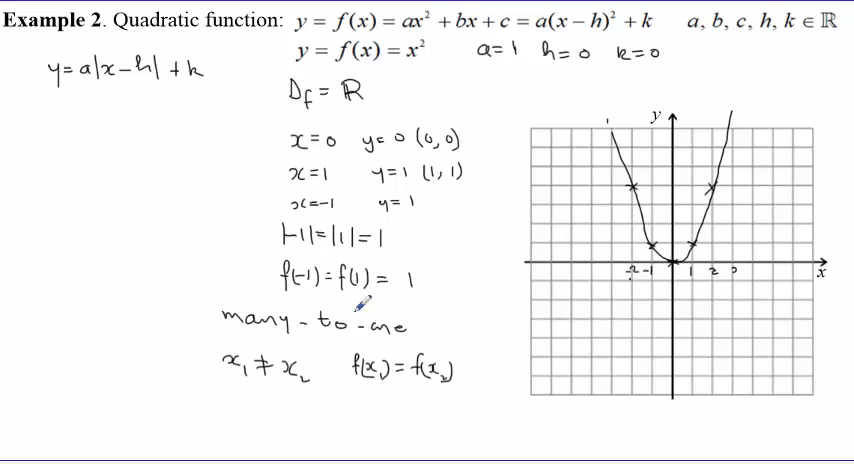 Example 2. Quadratic function: y = f(x) = ax² + bx + c = a(x − h)² + k a, b, c, h, k ∈ ℝ
y = f(x) = x² a=1 h=0 k=0
y=a|x-h| +k
D_f = ℝ
x=0 y=0 (0,0)
x=1 y=1 (1,1)
x=-1 y=1
|-1|=|1|=1
f(-1)=f(1)= 1
many-to-one
x₁ ≠ x₂ f(x₁)=f(x₂)
y
-2 -1 1 2 3 x